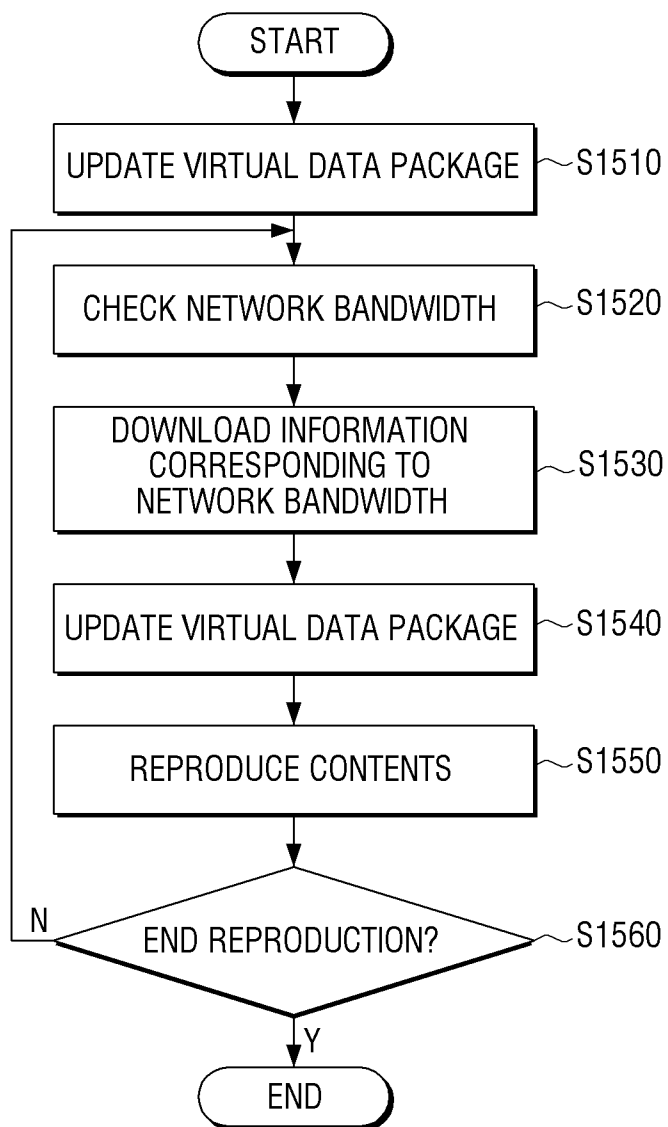 START
UPDATE VIRTUAL DATA PACKAGE
S1510
CHECK NETWORK BANDWIDTH
S1520
DOWNLOAD INFORMATION
CORRESPONDING TO
NETWORK BANDWIDTH
S1530
UPDATE VIRTUAL DATA PACKAGE
S1540
REPRODUCE CONTENTS
S1550
N
END REPRODUCTION?
S1560
Y
END